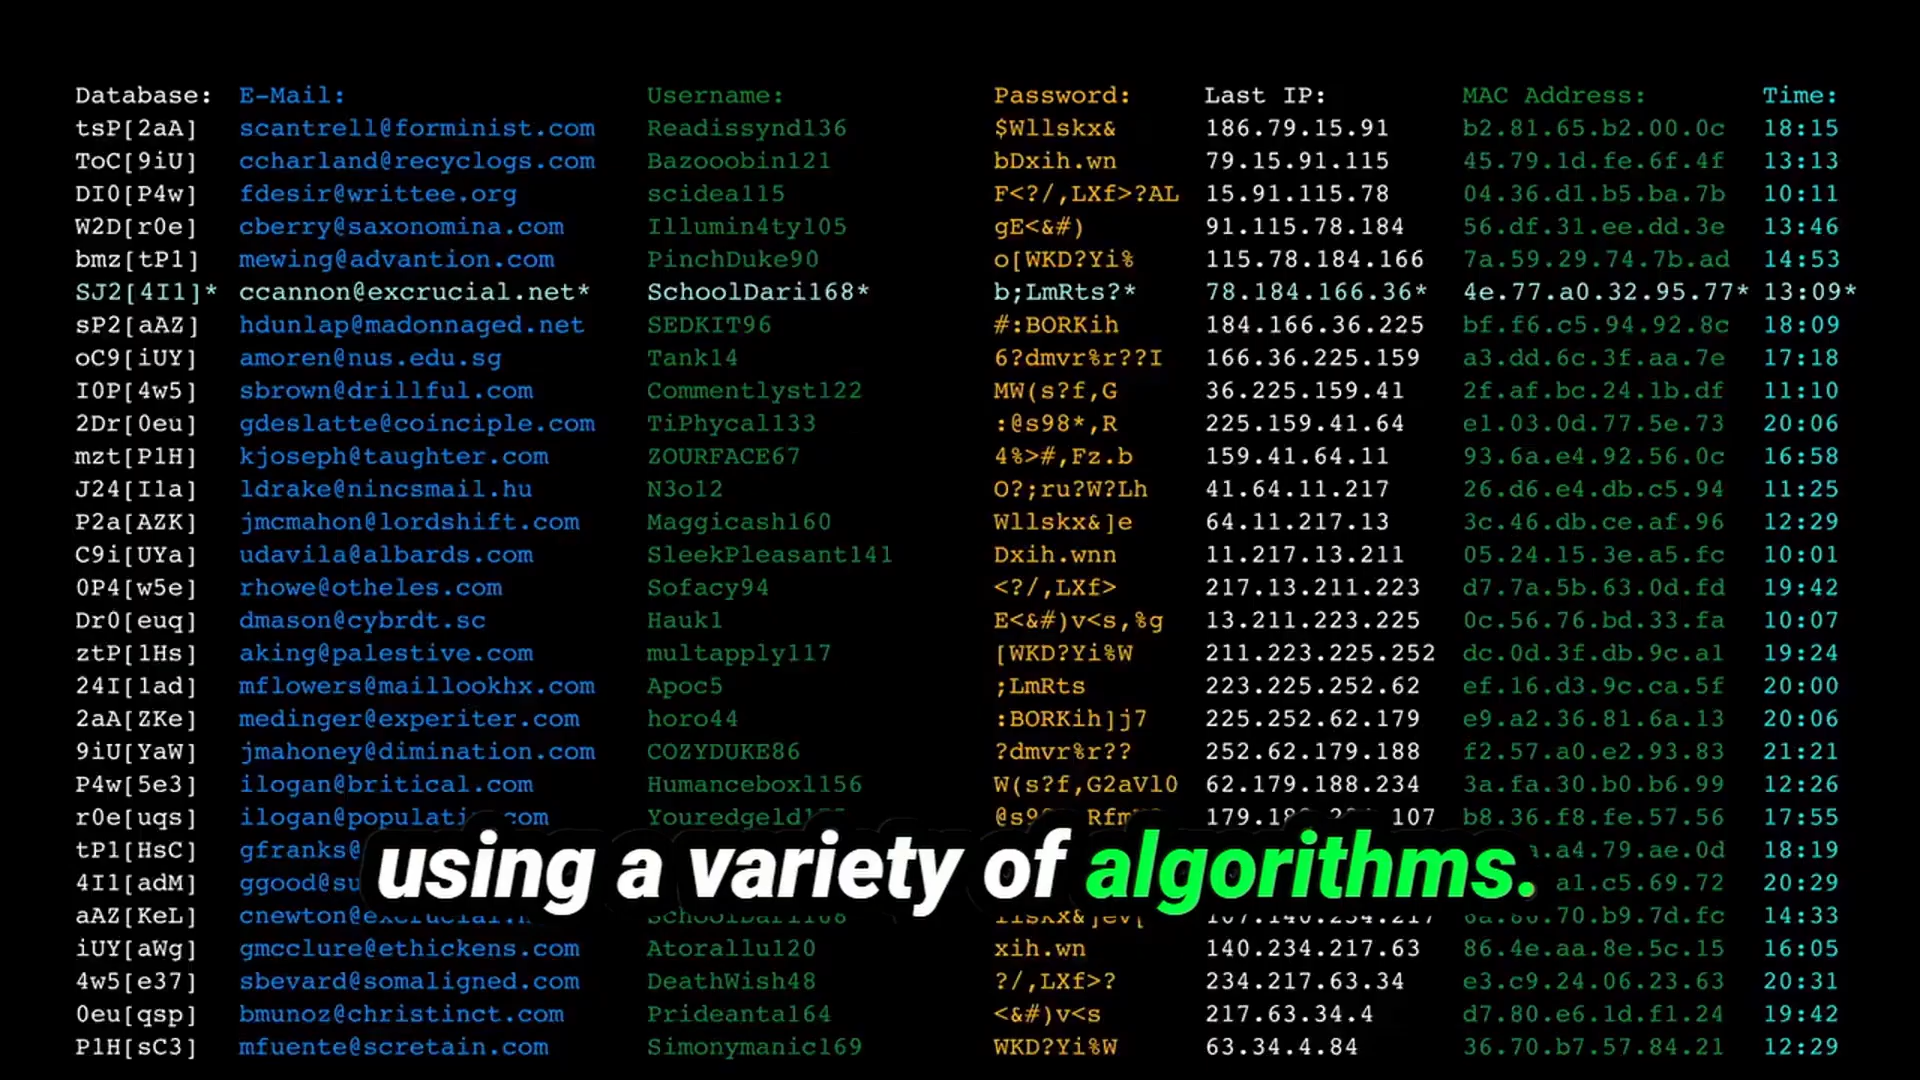 Database: E-Mail: Username: Password: Last IP: MAC Address: Time:
tsP[2aA] scantrell@forminist.com Readissynd136 $Wllskx& 186.79.15.91 b2.81.65.b2.00.0c 18:15
ToC[9iU] ccharland@recyclogs.com Bazooobin121 bDxih.wn 79.15.91.115 45.79.1d.fe.6f.4f 13:13
DI0[P4w] fdesir@writtee.org scidea115 F<?/,LXf>?AL 15.91.115.78 04.36.d1.b5.ba.7b 10:11
W2D[r0e] cberry@saxonomina.com Illumin4ty105 gE<&#) 91.115.78.184 56.df.31.ee.dd.3e 13:46
bmz[tP1] mewing@advantion.com PinchDuke90 o[WKD?Yi% 115.78.184.166 7a.59.29.74.7b.ad 14:53
SJ2[4I1]* ccannon@excrucial.net* SchoolDari168* b;LmRts?* 78.184.166.36* 4e.77.a0.32.95.77* 13:09*
sP2[aAZ] hdunlap@madonnaged.net SEDKIT96 #:BORKih 184.166.36.225 bf.f6.c5.94.92.8c 18:09
oC9[iUY] amoren@nus.edu.sg Tank14 6?dmvr%r??I 166.36.225.159 a3.dd.6c.3f.aa.7e 17:18
I0P[4w5] sbrown@drillful.com Commentlyst122 MW(s?f,G 36.225.159.41 2f.af.bc.24.1b.df 11:10
2Dr[0eu] gdeslatte@coinciple.com TiPhycal133 :@s98*,R 225.159.41.64 e1.03.0d.77.5e.73 20:06
mzt[P1H] kjoseph@taughter.com ZOURFACE67 4%>#,Fz.b 159.41.64.11 93.6a.e4.92.56.0c 16:58
J24[I1a] ldrake@nincsmail.hu N3o12 O?;ru?W?Lh 41.64.11.217 26.d6.e4.db.c5.94 11:25
P2a[AZK] jmcmahon@lordshift.com Maggicash160 Wllskx&]e 64.11.217.13 3c.46.db.ce.af.96 12:29
C9i[UYa] udavila@albards.com SleekPleasant141 Dxih.wnn 11.217.13.211 05.24.15.3e.a5.fc 10:01
0P4[w5e] rhowe@otheles.com Sofacy94 <?/,LXf> 217.13.211.223 d7.7a.5b.63.0d.fd 19:42
Dr0[euq] dmason@cybrdt.sc Hauk1 E<&#)v<s,%g 13.211.223.225 0c.56.76.bd.33.fa 10:07
ztP[1Hs] aking@palestive.com multapply117 [WKD?Yi%W 211.223.225.252 dc.0d.3f.db.9c.a1 19:24
24I[1ad] mflowers@maillookhx.com Apoc5 ;LmRts 223.225.252.62 ef.16.d3.9c.ca.5f 20:00
2aA[ZKe] medinger@experiter.com horo44 :BORKih]j7 225.252.62.179 e9.a2.36.81.6a.13 20:06
9iU[YaW] jmahoney@dimination.com COZYDUKE86 ?dmvr%r?? 252.62.179.188 f2.57.a0.e2.93.83 21:21
P4w[5e3] ilogan@britical.com Humanceboxl156 W(s?f,G2aVl0 62.179.188.234 3a.fa.30.b0.b6.99 12:26
r0e[uqs] b8.36.f8.fe.57.56 17:55
tP1[HsC] 18:19
4I1[adM] 20:29
aAZ[KeL] 14:33
using a variety of algorithms.
iUY[aWg] gmcclure@ethickens.com Atorallu120 xih.wn 140.234.217.63 86.4e.aa.8e.5c.15 16:05
4w5[e37] sbevard@somaligned.com DeathWish48 ?/,LXf>? 234.217.63.34 e3.c9.24.06.23.63 20:31
0eu[qsp] bmunoz@christinct.com Prideanta164 <&#)v<s 217.63.34.4 d7.80.e6.1d.f1.24 19:42
P1H[sC3] mfuente@scretain.com Simonymanic169 WKD?Yi%W 63.34.4.84 36.70.b7.57.84.21 12:29